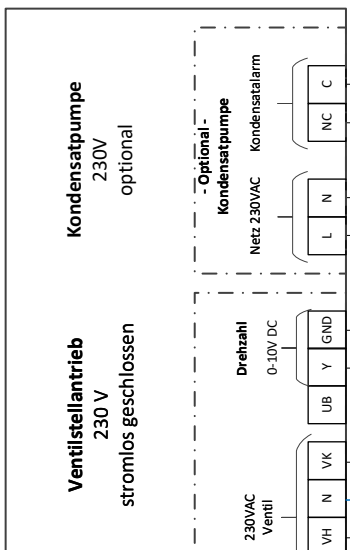 Kondensatpumpe
230V
optional
Ventilstellantrieb
230 V
stromlos geschlossen
- Optional -
Kondensatpumpe
Kondensatalarm
C
NC
Netz 230VAC
N
L
Drehzahl
0-10V DC
GND
Y
UB
230VAC
Ventil
VK
N
VH